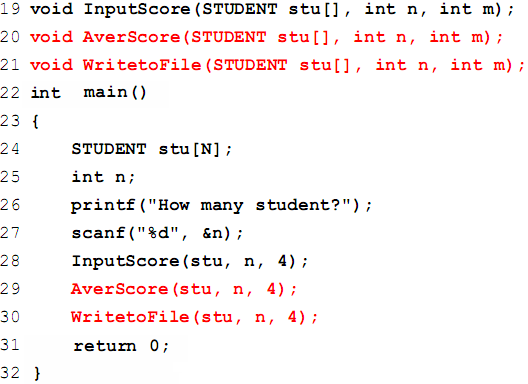 19 void InputScore(STUDENT stu[], int n, int m);
20 void AverScore(STUDENT stu[], int n, int m);
21 void WritetoFile(STUDENT stu[], int n, int m);
22 int  main()
23 {
24     STUDENT stu[N];
25     int n;
26     printf("How many student?");
27     scanf("%d", &n);
28     InputScore(stu, n, 4);
29     AverScore(stu, n, 4);
30     WritetoFile(stu, n, 4);
31     return 0;
32 }